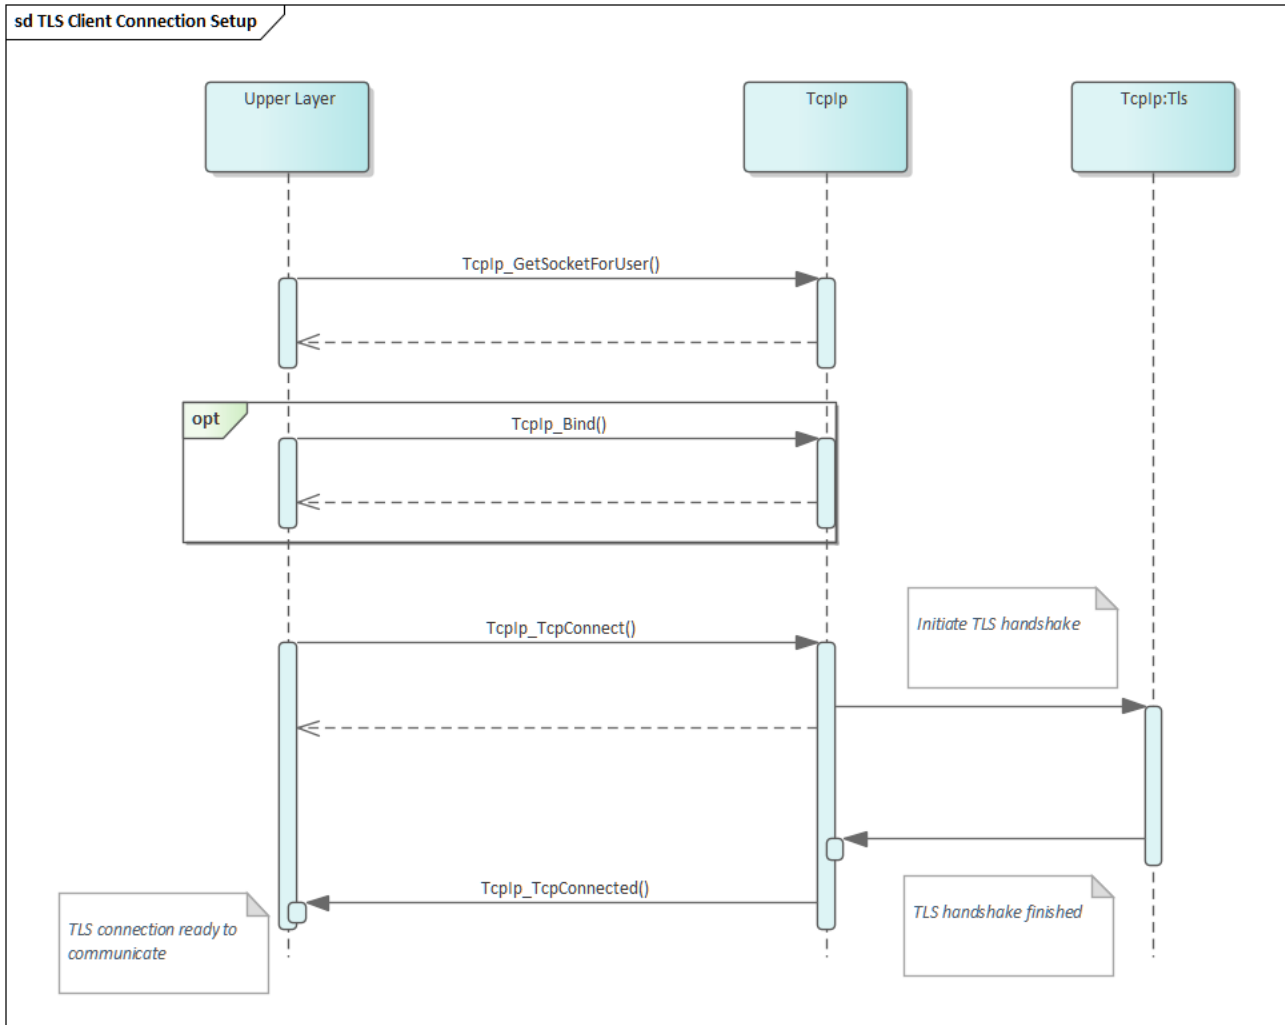 sd TLS Client Connection Setup
Upper Layer
TcpIp
TcpIp:Tls
TcpIp_GetSocketForUser()
opt
TcpIp_Bind()
TcpIp_TcpConnect()
Initiate TLS handshake
TcpIp_TcpConnected()
TLS handshake finished
TLS connection ready to
communicate